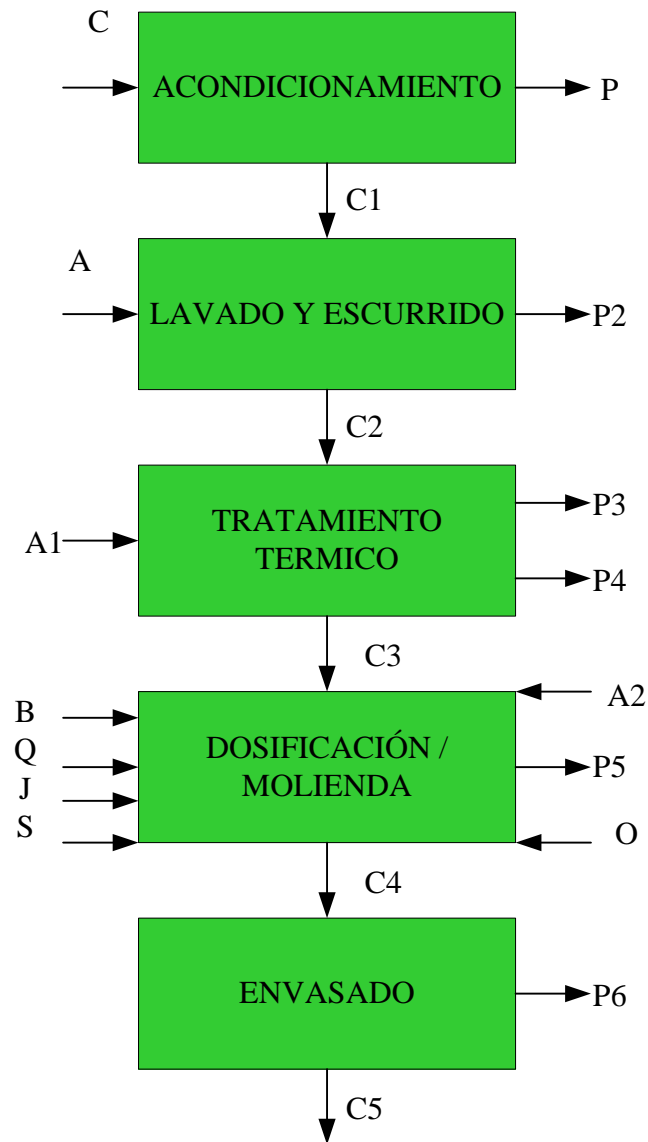 C
ACONDICIONAMIENTO
P
C1
A
LAVADO Y ESCURRIDO
P2
C2
A1
TRATAMIENTO
TERMICO
P3
P4
C3
B
Q
J
S
DOSIFICACIÓN /
MOLIENDA
A2
P5
O
C4
ENVASADO
P6
C5